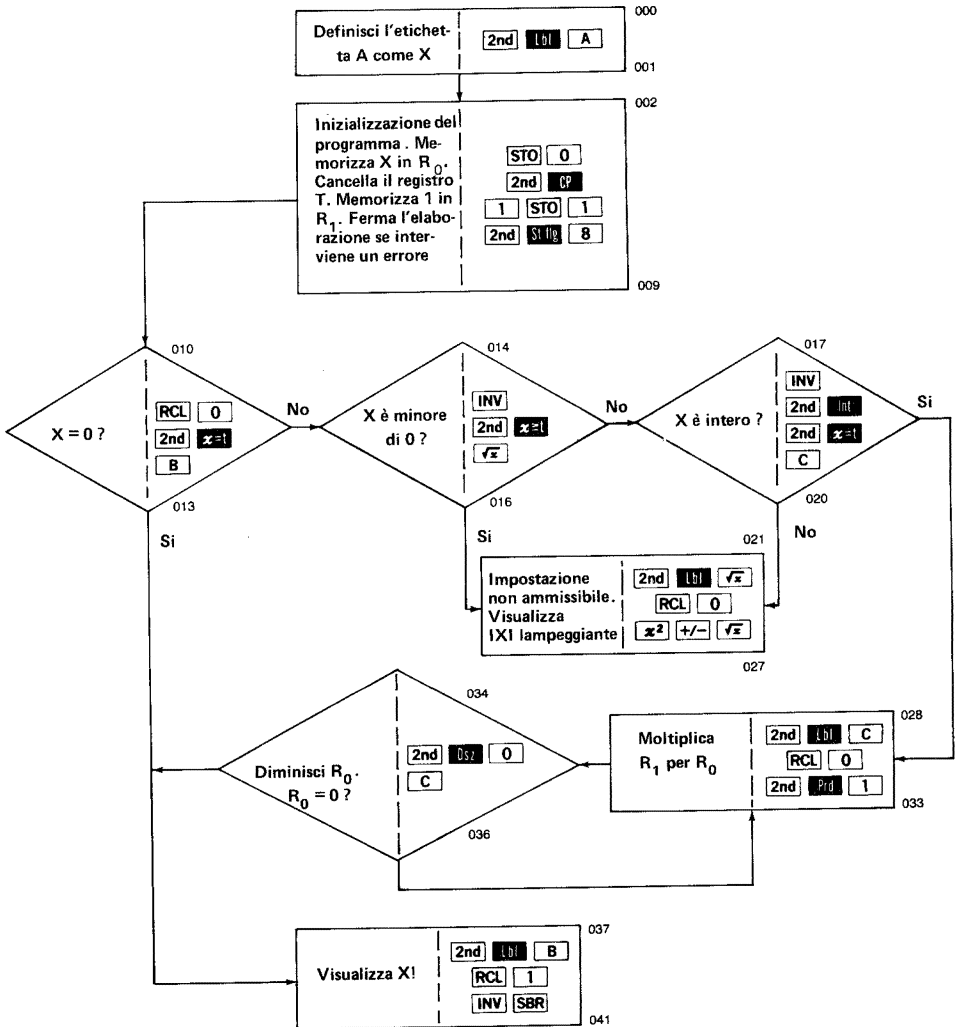 000
Definisci l'etichet-
ta A come X
2nd Lbl A
001
002
Inizializzazione del
programma . Me-
morizza X in R0.
Cancella il registro
T. Memorizza 1 in
R1. Ferma l'elabo-
razione se inter-
viene un errore
STO 0
2nd CP
1 STO 1
2nd St flg 8
009
010
X = 0 ?
RCL 0
2nd x=t
B
013
No
Si
014
X è minore
di 0 ?
INV
2nd x≥t
√x
016
No
Si
017
X è intero ?
INV
2nd Int
2nd x=t
C
020
Si
No
021
Impostazione
non ammissibile.
Visualizza
|X| lampeggiante
2nd Lbl √x
RCL 0
x² +/- √x
027
028
Moltiplica
R1 per R0
2nd Lbl C
RCL 0
2nd Prd 1
033
034
Diminisci R0.
R0 = 0 ?
2nd Dsz 0
C
036
037
Visualizza X!
2nd Lbl B
RCL 1
INV SBR
041